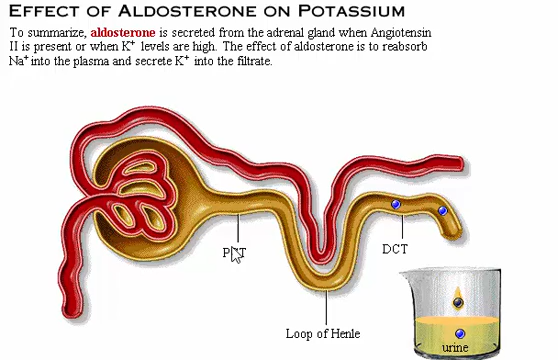 Effect of Aldosterone on Potassium
To summarize, aldosterone is secreted from the adrenal gland when Angiotensin
II is present or when K+ levels are high. The effect of aldosterone is to reabsorb
Na+ into the plasma and secrete K+ into the filtrate.
DCT
Loop of Henle
urine